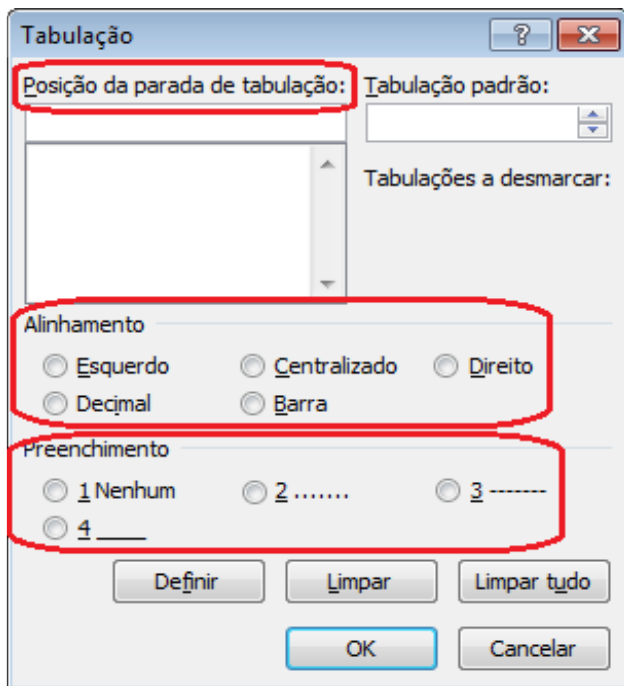 Tabulação
Posição da parada de tabulação: Tabulação padrão:
Tabulações a desmarcar:
Alinhamento
Esquerdo Centralizado Direito
Decimal Barra
Preenchimento
1 Nenhum 2 ....... 3 -------
4 ____
Definir Limpar Limpar tudo
OK Cancelar